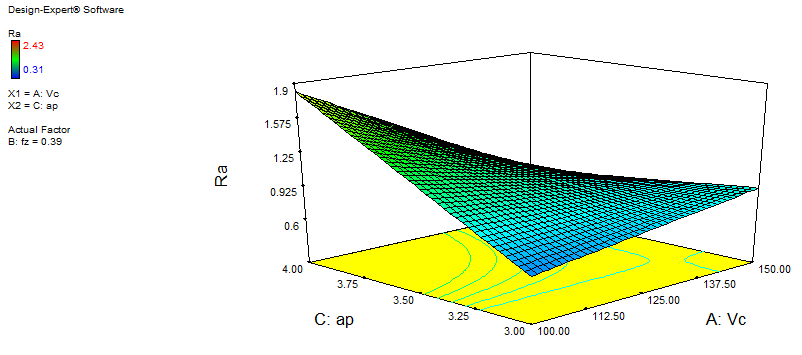 Design-Expert® Software
Ra
2.43
0.31
X1 = A: Vc
X2 = C: ap
Actual Factor
B: fz = 0.39
1.9
1.575
1.25
0.925
0.6
Ra
4.00
3.75
3.50
3.25
3.00
C: ap
100.00
112.50
125.00
137.50
150.00
A: Vc